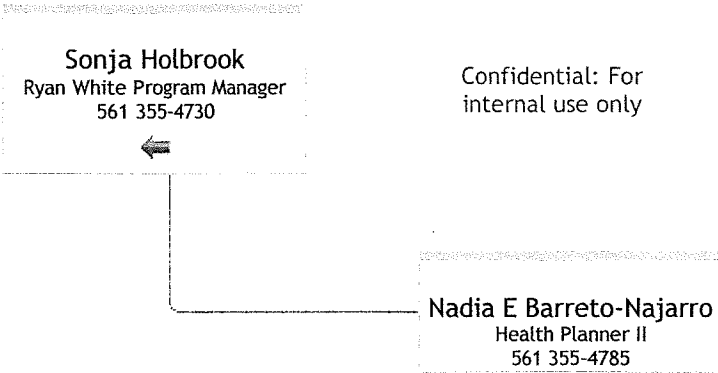 Sonja Holbrook
Ryan White Program Manager
561 355-4730
Confidential: For
internal use only
Nadia E Barreto-Najarro
Health Planner II
561 355-4785